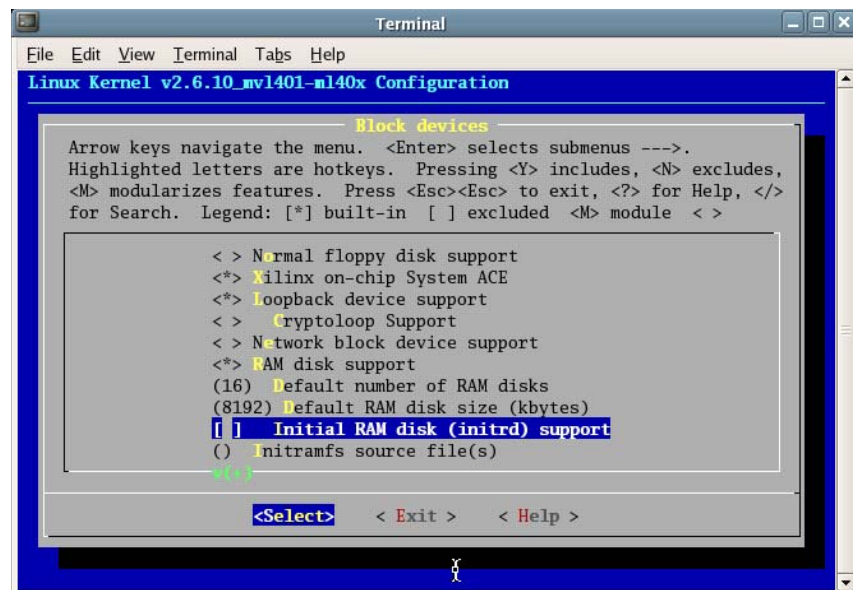 Terminal
File Edit View Terminal Tabs Help
Linux Kernel v2.6.10_mvl401-ml40x Configuration
Block devices
Arrow keys navigate the menu. <Enter> selects submenus --->.
Highlighted letters are hotkeys. Pressing <Y> includes, <N> excludes,
<M> modularizes features. Press <Esc><Esc> to exit, <?> for Help, </>
for Search. Legend: [*] built-in [ ] excluded <M> module < >
< > Normal floppy disk support
<*> Xilinx on-chip System ACE
<*> Loopback device support
< > Cryptoloop Support
< > Network block device support
<*> RAM disk support
(16) Default number of RAM disks
(8192) Default RAM disk size (kbytes)
[ ] Initial RAM disk (initrd) support
() Initramfs source file(s)
v(+)
<Select> < Exit > < Help >